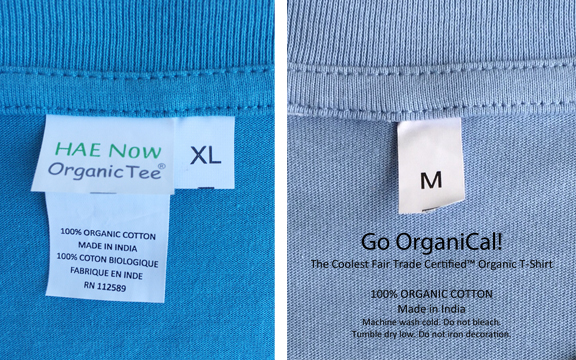 HAE NOW
OrganicTee®
XL
100% ORGANIC COTTON
MADE IN INDIA
100% COTON BIOLOGIQUE
FABRIQUE EN INDE
RN 112589
M
Go OrganiCal!
The Coolest Fair Trade Certified™ Organic T-Shirt
100% ORGANIC COTTON
Made in India
Machine wash cold. Do not bleach.
Tumble dry low. Do not iron decoration.